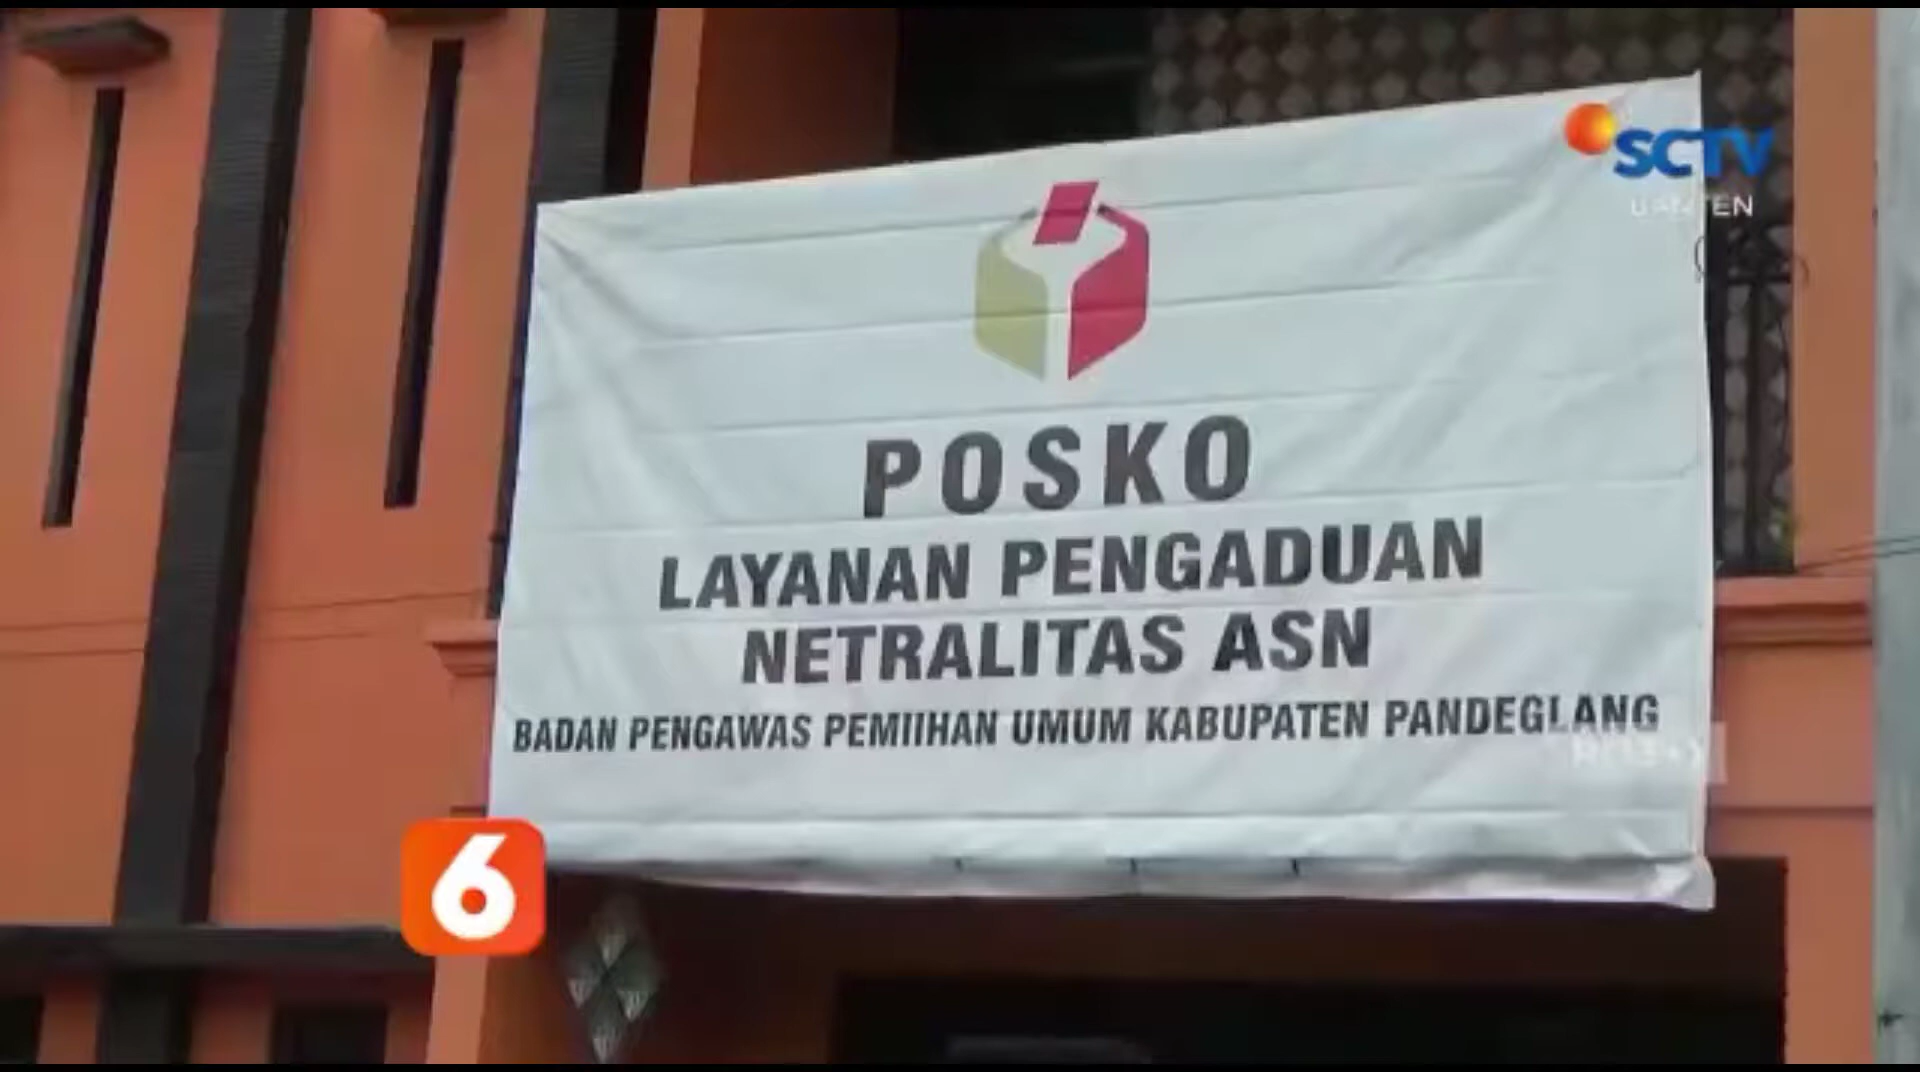 SCTV
BANTEN
POSKO
LAYANAN PENGADUAN
NETRALITAS ASN
BADAN PENGAWAS PEMIIHAN UMUM KABUPATEN PANDEGLANG
6